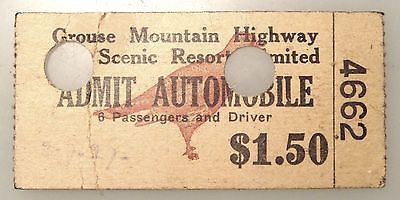 Grouse Mountain Highway
Scenic Resort Limited
ADMIT AUTOMOBILE
6 Passengers and Driver
$1.50
4662